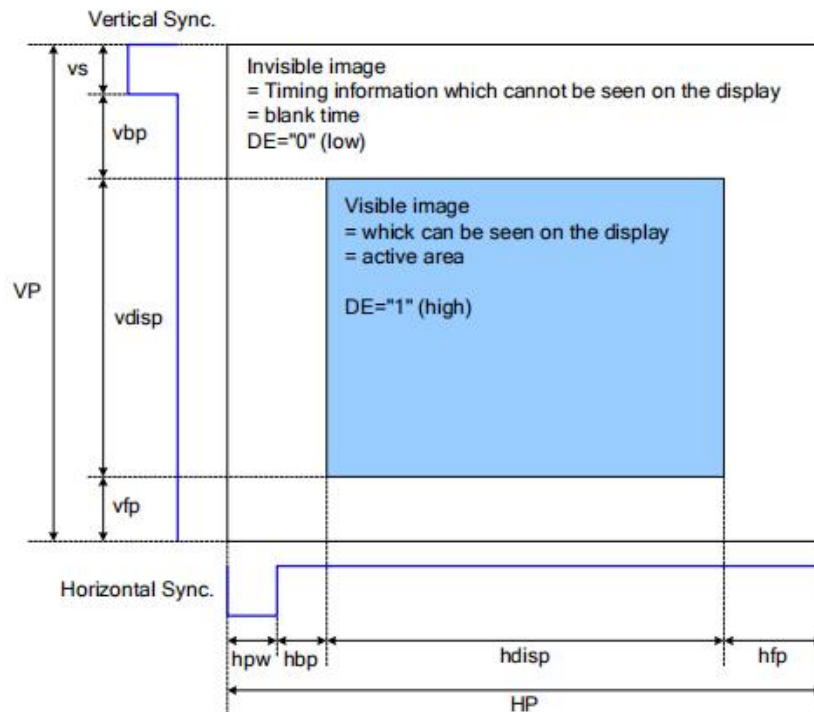 Vertical Sync.
vs
Invisible image
= Timing information which cannot be seen on the display
= blank time
DE="0" (low)
vbp
Visible image
= whick can be seen on the display
= active area
DE="1" (high)
VP
vdisp
vfp
Horizontal Sync.
hpw
hbp
hdisp
hfp
HP